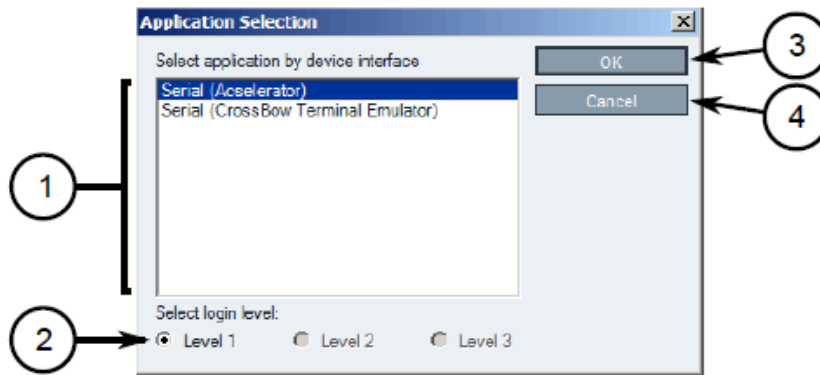 Application Selection
Select application by device interface
OK
3
Serial (Acselerator)
Serial (CrossBow Terminal Emulator)
Cancel
4
1
Select login level:
2
Level 1 Level 2 Level 3